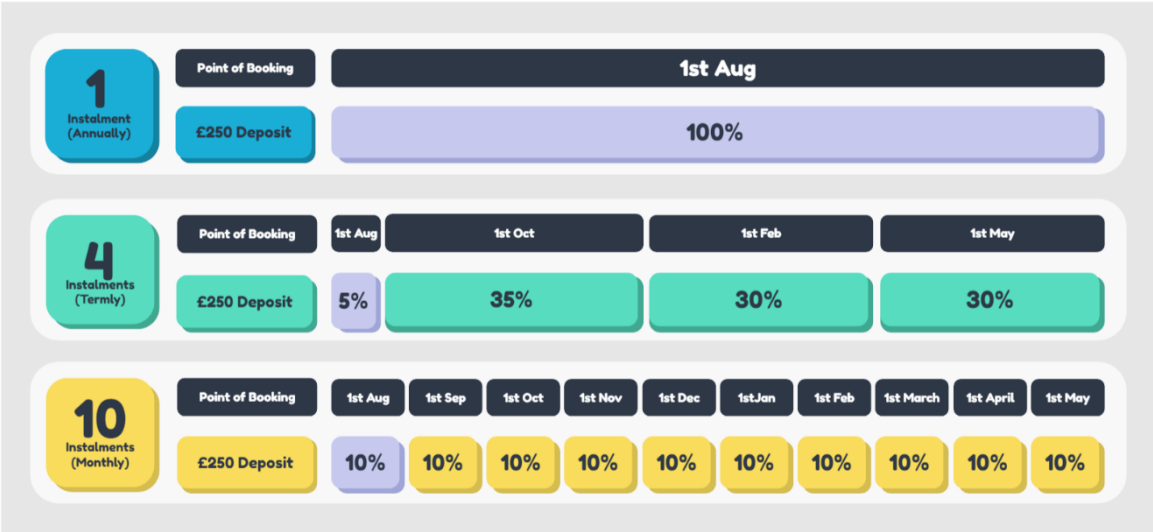 1
Instalment
(Annually)
Point of Booking
1st Aug
£250 Deposit
100%
4
Instalments
(Termly)
Point of Booking
1st Aug
1st Oct
1st Feb
1st May
£250 Deposit
5%
35%
30%
30%
10
Instalments
(Monthly)
Point of Booking
1st Aug
1st Sep
1st Oct
1st Nov
1st Dec
1stJan
1st Feb
1st March
1st April
1st May
£250 Deposit
10%
10%
10%
10%
10%
10%
10%
10%
10%
10%